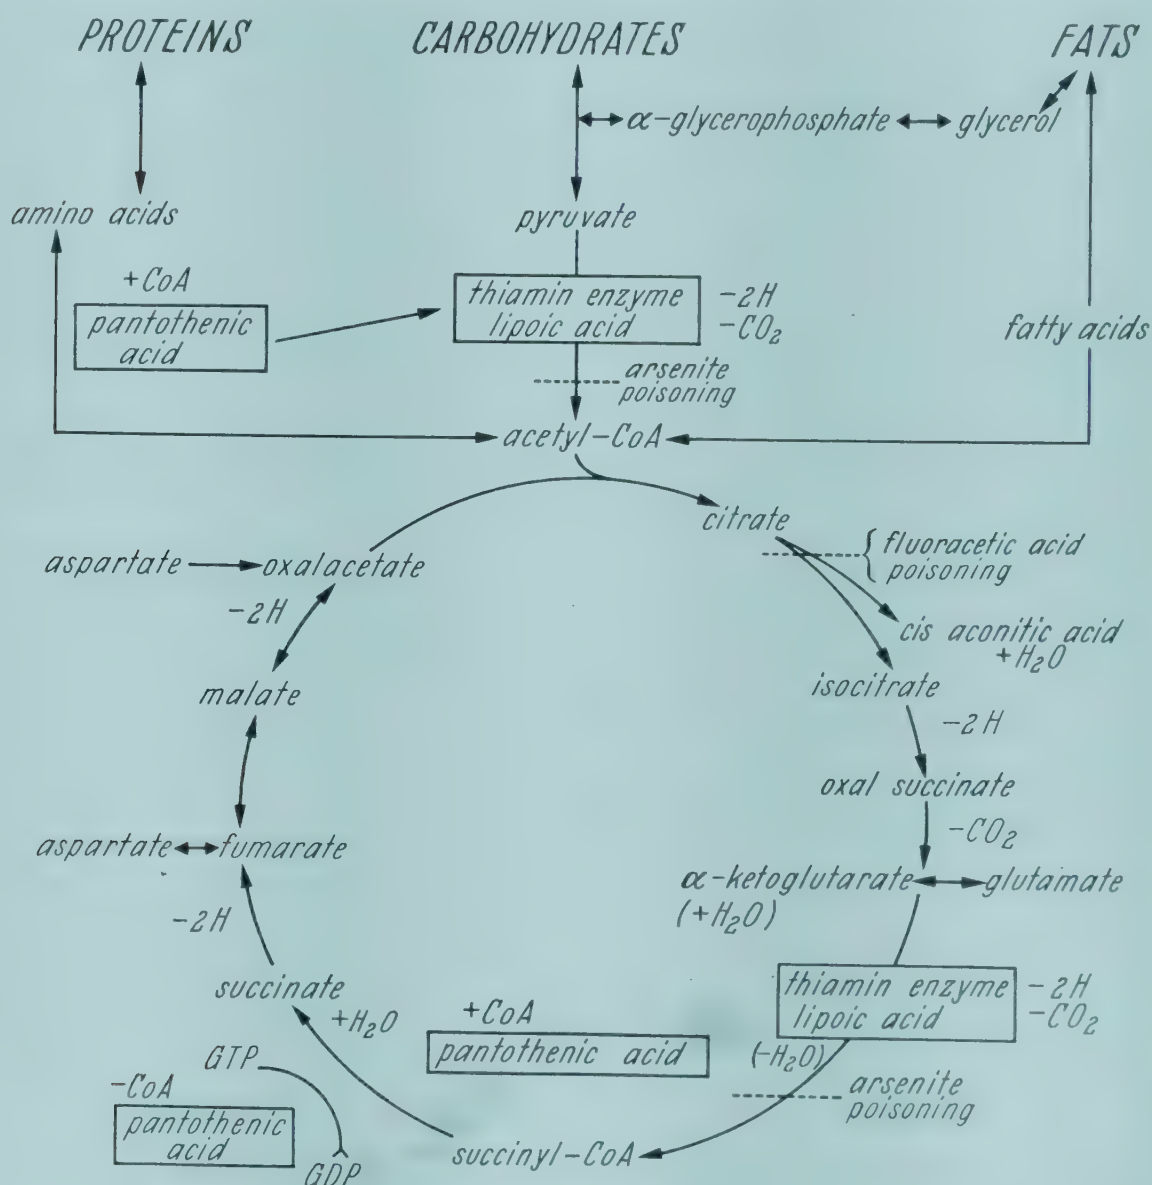 PROTEINS
CARBOHYDRATES
FATS
α-glycerophosphate
glycerol
amino acids
pyruvate
+CoA
pantothenic
acid
thiamin enzyme
lipoic acid
-2H
-CO₂
fatty acids
arsenite
poisoning
acetyl-CoA
citrate
fluoracetic acid
poisoning
aspartate
oxalacetate
-2H
cis aconitic acid
+H₂O
isocitrate
malate
-2H
oxal succinate
-CO₂
aspartate
fumarate
α-ketoglutarate
glutamate
(+H₂O)
-2H
thiamin enzyme
lipoic acid
-2H
-CO₂
succinate
+H₂O
+CoA
pantothenic acid
(-H₂O)
GTP
-CoA
pantothenic
acid
GDP
arsenite
poisoning
succinyl-CoA